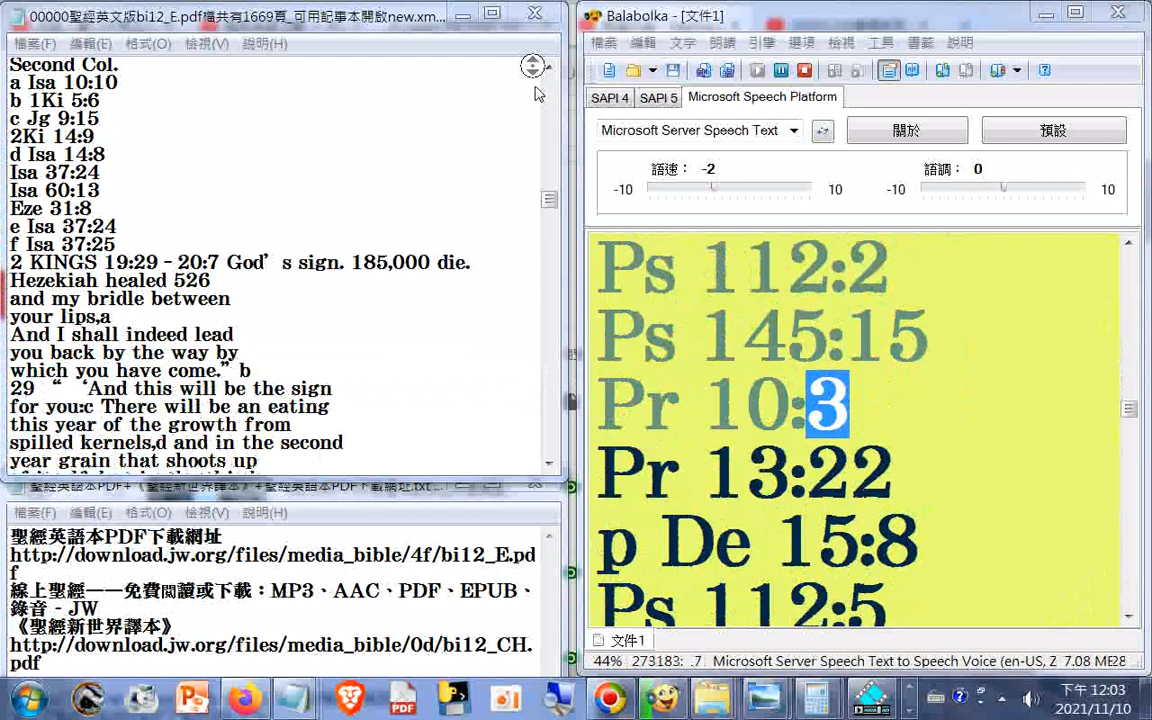 00000聖經英文版bi12_E.pdf檔共有1669頁_可用記事本開啟new.xm...
檔案(F) 編輯(E) 格式(O) 檢視(V) 說明(H)
Second Col.
a Isa 10:10
b 1Ki 5:6
c Jg 9:15
2Ki 14:9
d Isa 14:8
Isa 37:24
Isa 60:13
Eze 31:8
e Isa 37:24
f Isa 37:25
2 KINGS 19:29 - 20:7 God’s sign. 185,000 die.
Hezekiah healed 526
and my bridle between
your lips,a
And I shall indeed lead
you back by the way by
which you have come.” b
29 “ ‘And this will be the sign
for you:c There will be an eating
this year of the growth from
spilled kernels,d and in the second
year grain that shoots up
聖經英語本PDF+《聖經新世界譯本》+聖經英語本PDF下載網址.txt ...
檔案(F) 編輯(E) 格式(O) 檢視(V) 說明(H)
聖經英語本PDF下載網址
http://download.jw.org/files/media_bible/4f/bi12_E.pd
f
線上聖經——免費閱讀或下載：MP3、AAC、PDF、EPUB、
錄音 - JW
《聖經新世界譯本》
http://download.jw.org/files/media_bible/0d/bi12_CH.
pdf
Balabolka - [文件1]
檔案 編輯 文字 朗讀 引擎 選項 檢視 工具 書籤 說明
SAPI 4 SAPI 5 Microsoft Speech Platform
Microsoft Server Speech Text 關於 預設
語速： -2 語調： 0
-10 10 -10 10
Ps 112:2
Ps 145:15
Pr 10:3
Pr 13:22
p De 15:8
Ps 112:5
文件1
44% 273183: .7 Microsoft Server Speech Text to Speech Voice (en-US, Z 7.08 ME28
下午 12:03
2021/11/10